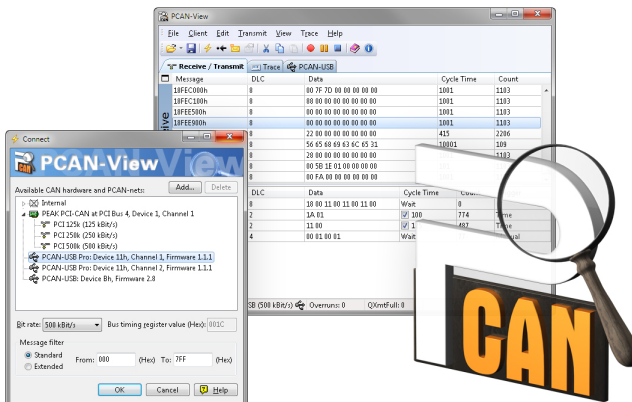 PCAN-View
File Client Edit Transmit View Trace Help
Receive / Transmit Trace PCAN-USB
Message DLC Data Cycle Time Count
18FEC000h 8 00 7F 7D 00 00 00 00 00 1001 1103
18FEC100h 8 00 00 00 00 00 00 00 00 1001 1103
18FEE500h 8 00 00 00 00 00 00 00 00 1001 1103
18FEE900h 8 00 00 00 00 00 00 00 00 1001 1103
8 22 00 00 00 00 00 00 00 415 2206
8 56 65 68 69 63 6C 65 31 10001 109
8 28 00 00 00 00 00 00 00 1103
8 00 5B 1E 01 00 00 00 00
8 00 FA 00 00 00 00 00 00
DLC Data Cycle Time
8 18 00 11 00 11 00 11 00 Wait 0
2 1A 01 100 774 Time
2 11 00 487
4 00 01 00 01 Wait
SB (500 kBit/s) Overruns: 0 QXmtFull: 0
Connect
PCAN-View
Available CAN hardware and PCAN-nets: Add... Delete
Internal
PEAK PCI-CAN at PCI Bus 4, Device 1, Channel 1
PCI 125k (125 kBit/s)
PCI 250k (250 kBit/s)
PCI 500k (500 kBit/s)
PCAN-USB Pro: Device 11h, Channel 1, Firmware 1.1.1
PCAN-USB Pro: Device 11h, Channel 2, Firmware 1.1.1
PCAN-USB: Device Bh, Firmware 2.8
Bit rate: 500 kBit/s Bus timing register value (Hex): 001C
Message filter
Standard
Extended
From: 000 (Hex) To: 7FF (Hex)
OK Cancel Help
CAN